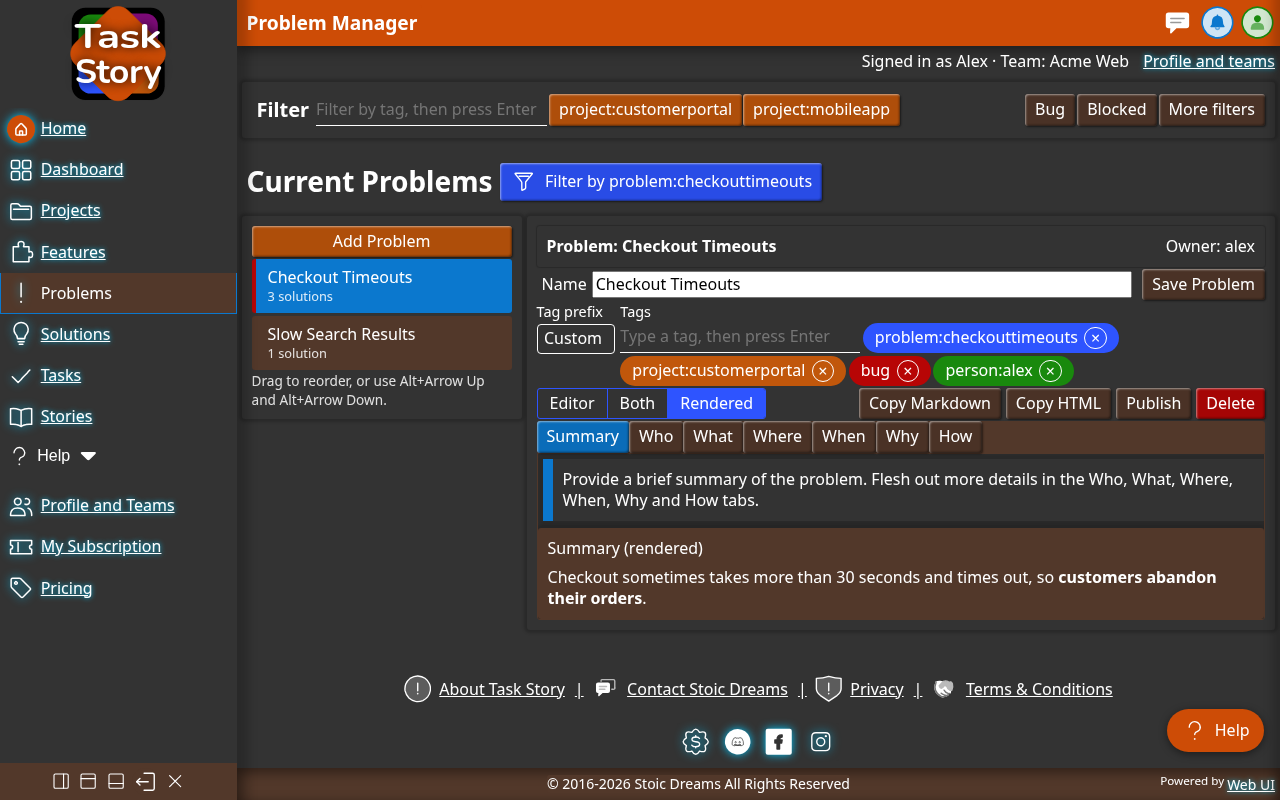 Task
Story
Problem Manager
Signed in as Alex · Team: Acme Web Profile and teams
Home
Dashboard
Projects
Features
Problems
Solutions
Tasks
Stories
Help
Profile and Teams
My Subscription
Pricing
Filter Filter by tag, then press Enter project:customerportal project:mobileapp Bug Blocked More filters
Current Problems Filter by problem:checkouttimeouts
Add Problem
Checkout Timeouts
3 solutions
Slow Search Results
1 solution
Drag to reorder, or use Alt+Arrow Up
and Alt+Arrow Down.
Problem: Checkout Timeouts Owner: alex
Name Checkout Timeouts Save Problem
Tag prefix Tags
Custom Type a tag, then press Enter problem:checkouttimeouts
project:customerportal bug person:alex
Editor Both Rendered Copy Markdown Copy HTML Publish Delete
Summary Who What Where When Why How
Provide a brief summary of the problem. Flesh out more details in the Who, What, Where,
When, Why and How tabs.
Summary (rendered)
Checkout sometimes takes more than 30 seconds and times out, so customers abandon
their orders.
About Task Story | Contact Stoic Dreams | Privacy | Terms & Conditions
Help
© 2016-2026 Stoic Dreams All Rights Reserved
Powered by Web UI